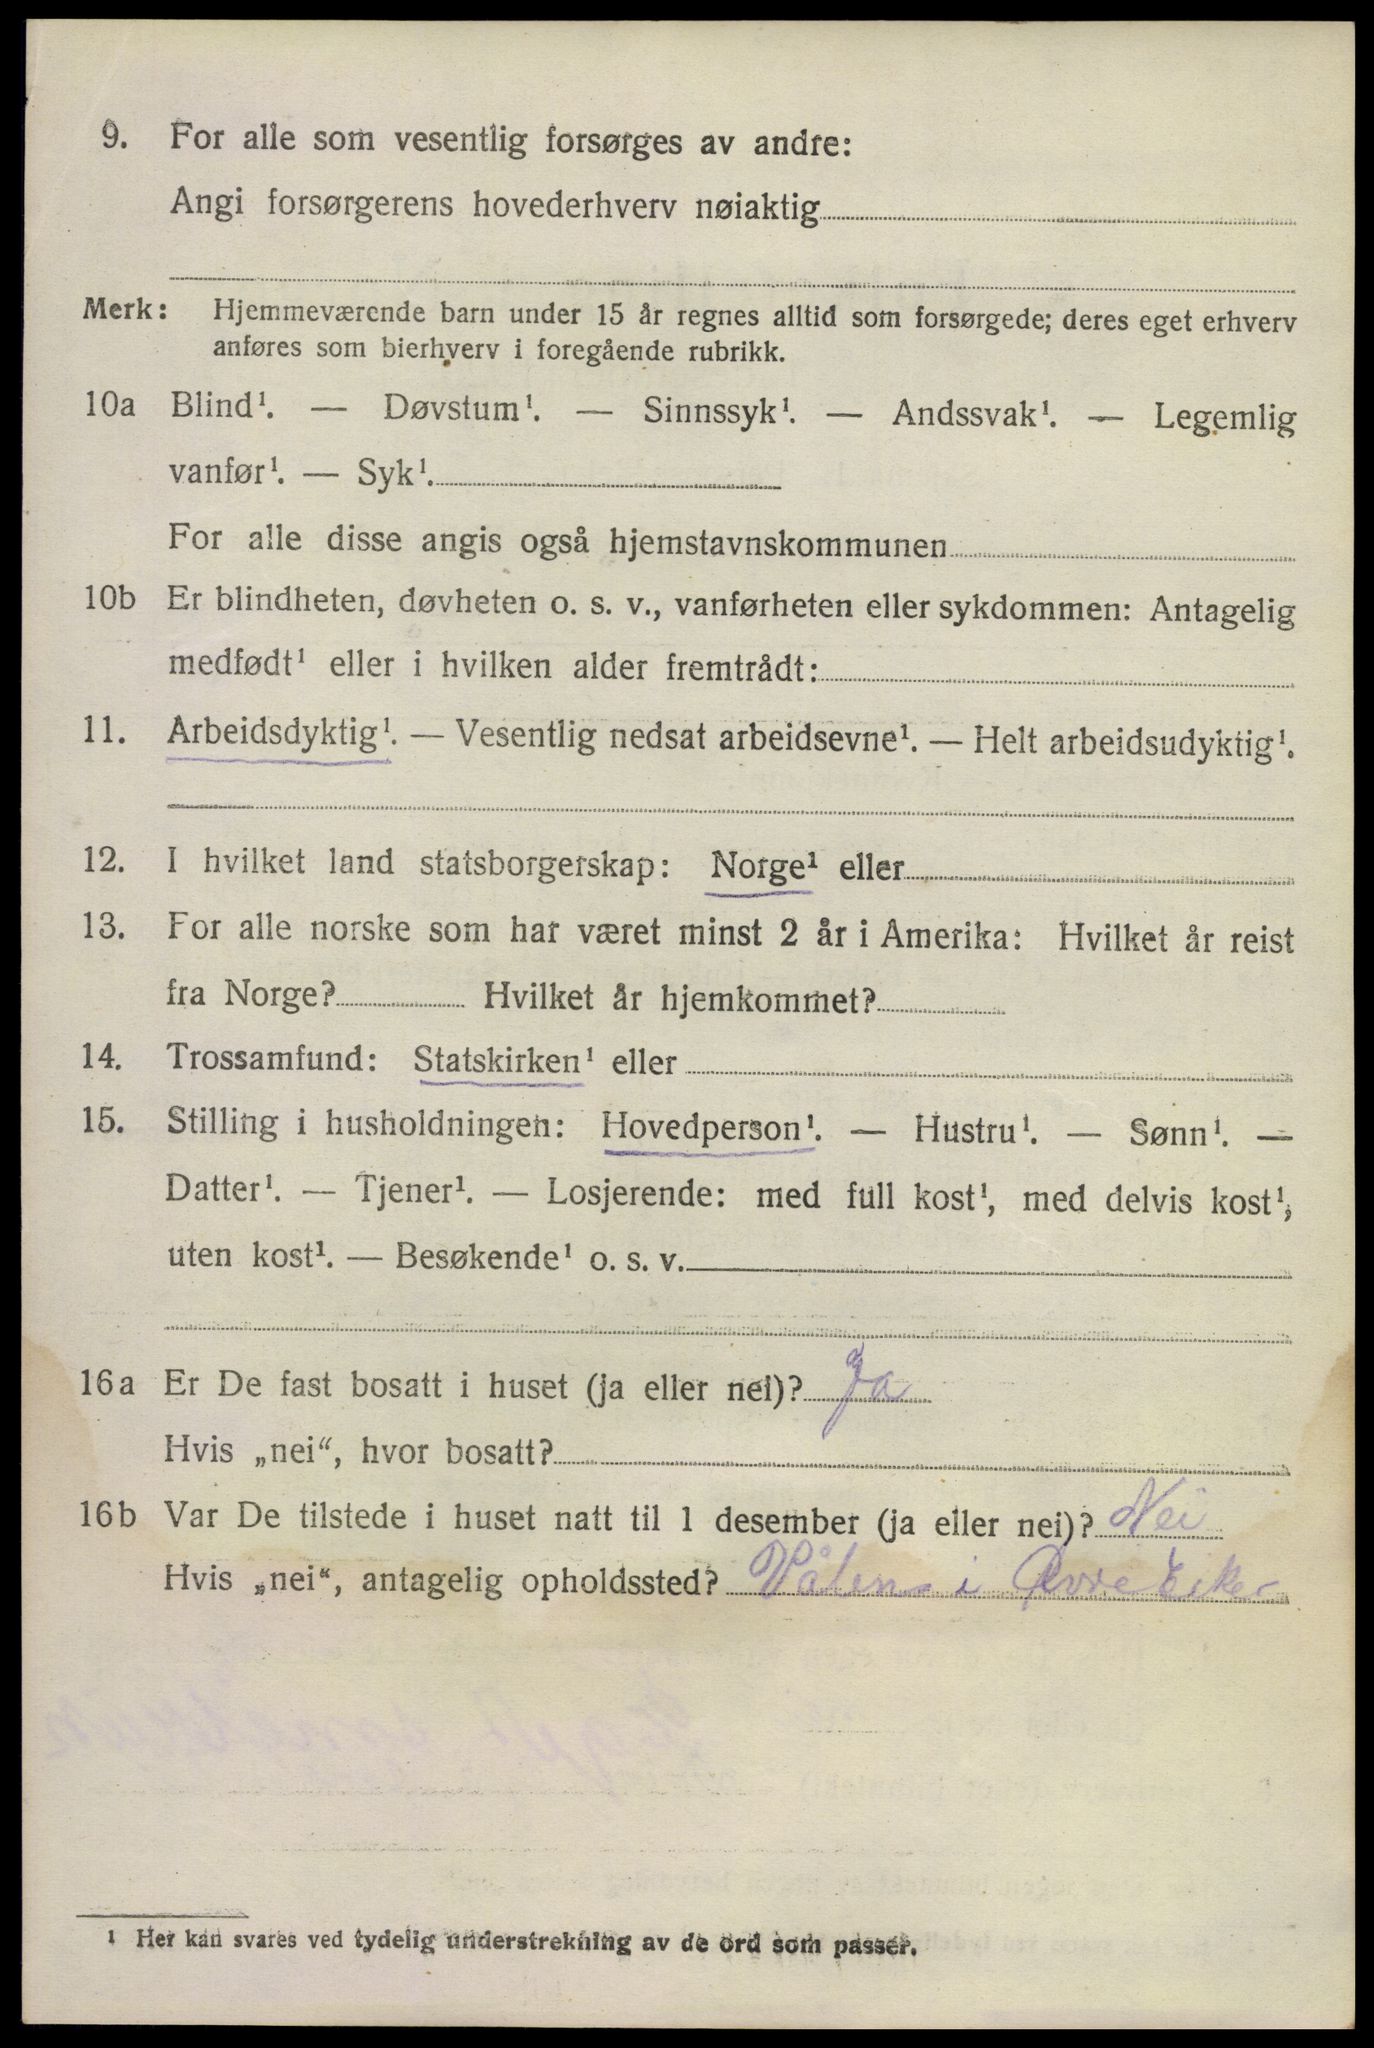 9. For alle som vesentlig forsørges av andre:
Angi forsørgerens hovederhverv nøiaktig
Merk: Hjemmeværende barn under 15 år regnes alltid som forsørgede; deres eget erhverv
anføres som bierhverv i foregående rubrikk.
10a Blind¹. — Døvstum¹. — Sinnssyk¹. — Andssvak¹. — Legemlig
vanfør¹. — Syk¹.
For alle disse angis også hjemstavnskommunen
10b Er blindheten, døvheten o. s. v., vanførheten eller sykdommen: Antagelig
medfødt¹ eller i hvilken alder fremtrådt:
11. Arbeidsdyktig¹. — Vesentlig nedsat arbeidsevne¹. — Helt arbeidsudyktig¹.
12. I hvilket land statsborgerskap: Norge¹ eller
13. For alle norske som har været minst 2 år i Amerika: Hvilket år reist
fra Norge? Hvilket år hjemkommet?
14. Trossamfund: Statskirken¹ eller
15. Stilling i husholdningen: Hovedperson¹. — Hustru¹. — Sønn¹. —
Datter¹. — Tjener¹. — Losjerende: med full kost¹, med delvis kost¹,
uten kost¹. — Besøkende¹ o. s. v.
16a Er De fast bosatt i huset (ja eller nei)? Ja
Hvis „nei“, hvor bosatt?
16b Var De tilstede i huset natt til 1 desember (ja eller nei)? Nei
Hvis „nei“, antagelig opholdssted? i Øvre Eiker
¹ Her kan svares ved tydelig understrekning av de ord som passer.